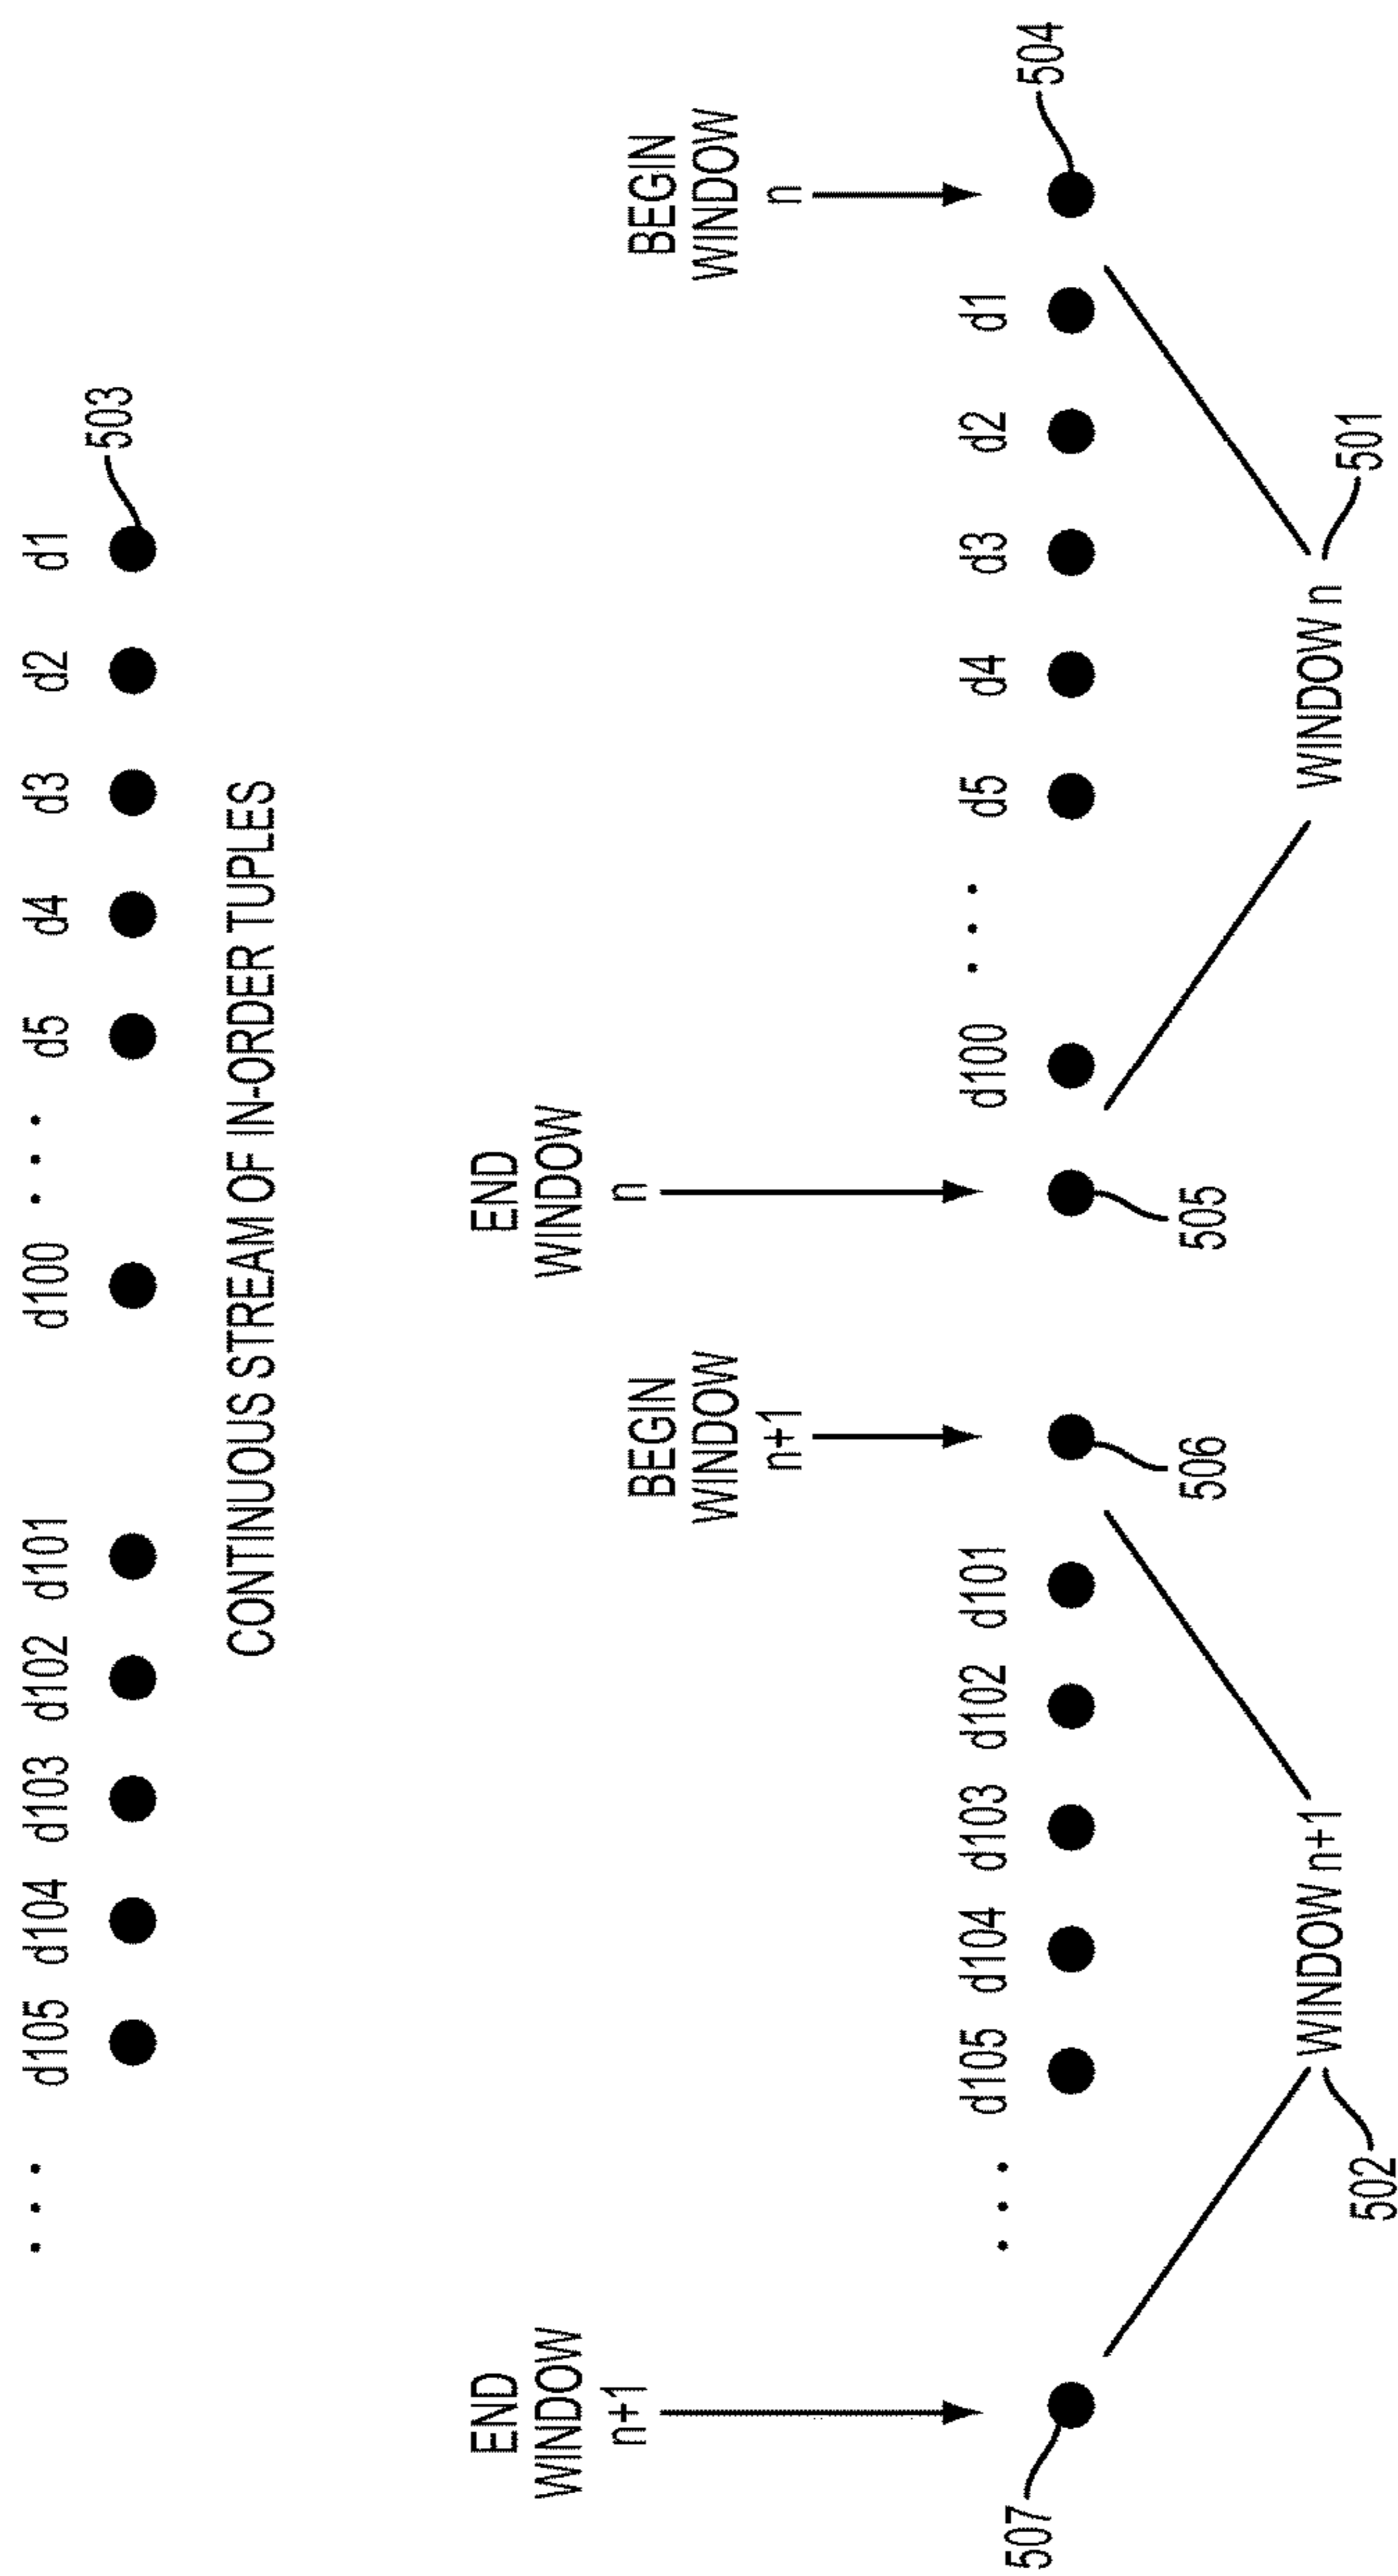 . . . d105 d104 d103 d102 d101 d100 . . . d5 d4 d3 d2 d1
503
CONTINUOUS STREAM OF IN-ORDER TUPLES
END
WINDOW
n+1
BEGIN
WINDOW
n+1
END
WINDOW
n
BEGIN
WINDOW
n
507
. . . d105 d104 d103 d102 d101
d100 . . . d5 d4 d3 d2 d1
504
506
505
WINDOW n+1
502
WINDOW n
501